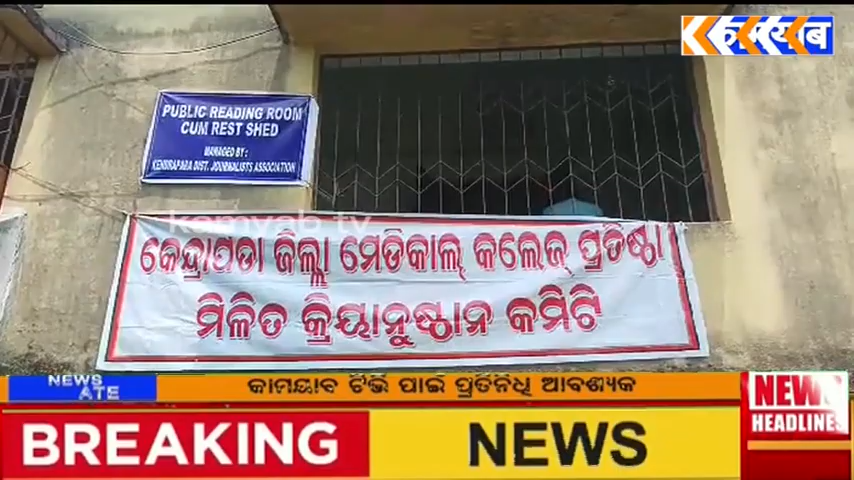 कामयाब
PUBLIC READING ROOM
CUM REST SHED
MANAGED BY :
KENDRAPARA DIST. JOURNALISTS ASSOCIATION
kamyab tv
କେନ୍ଦ୍ରାପଡା ଜିଲ୍ଲା ମେଡିକାଲ୍ କଲେଜ୍ ପ୍ରତିଷ୍ଠା
ମିଳିତ କ୍ରିୟାନୁଷ୍ଠାନ କମିଟି
NEWS
କାମୟାବ ଟିଭି ପାଇଁ ପ୍ରତିନିଧି ଆବଶ୍ୟକ
NEWS
HEADLINES
BREAKING NEWS